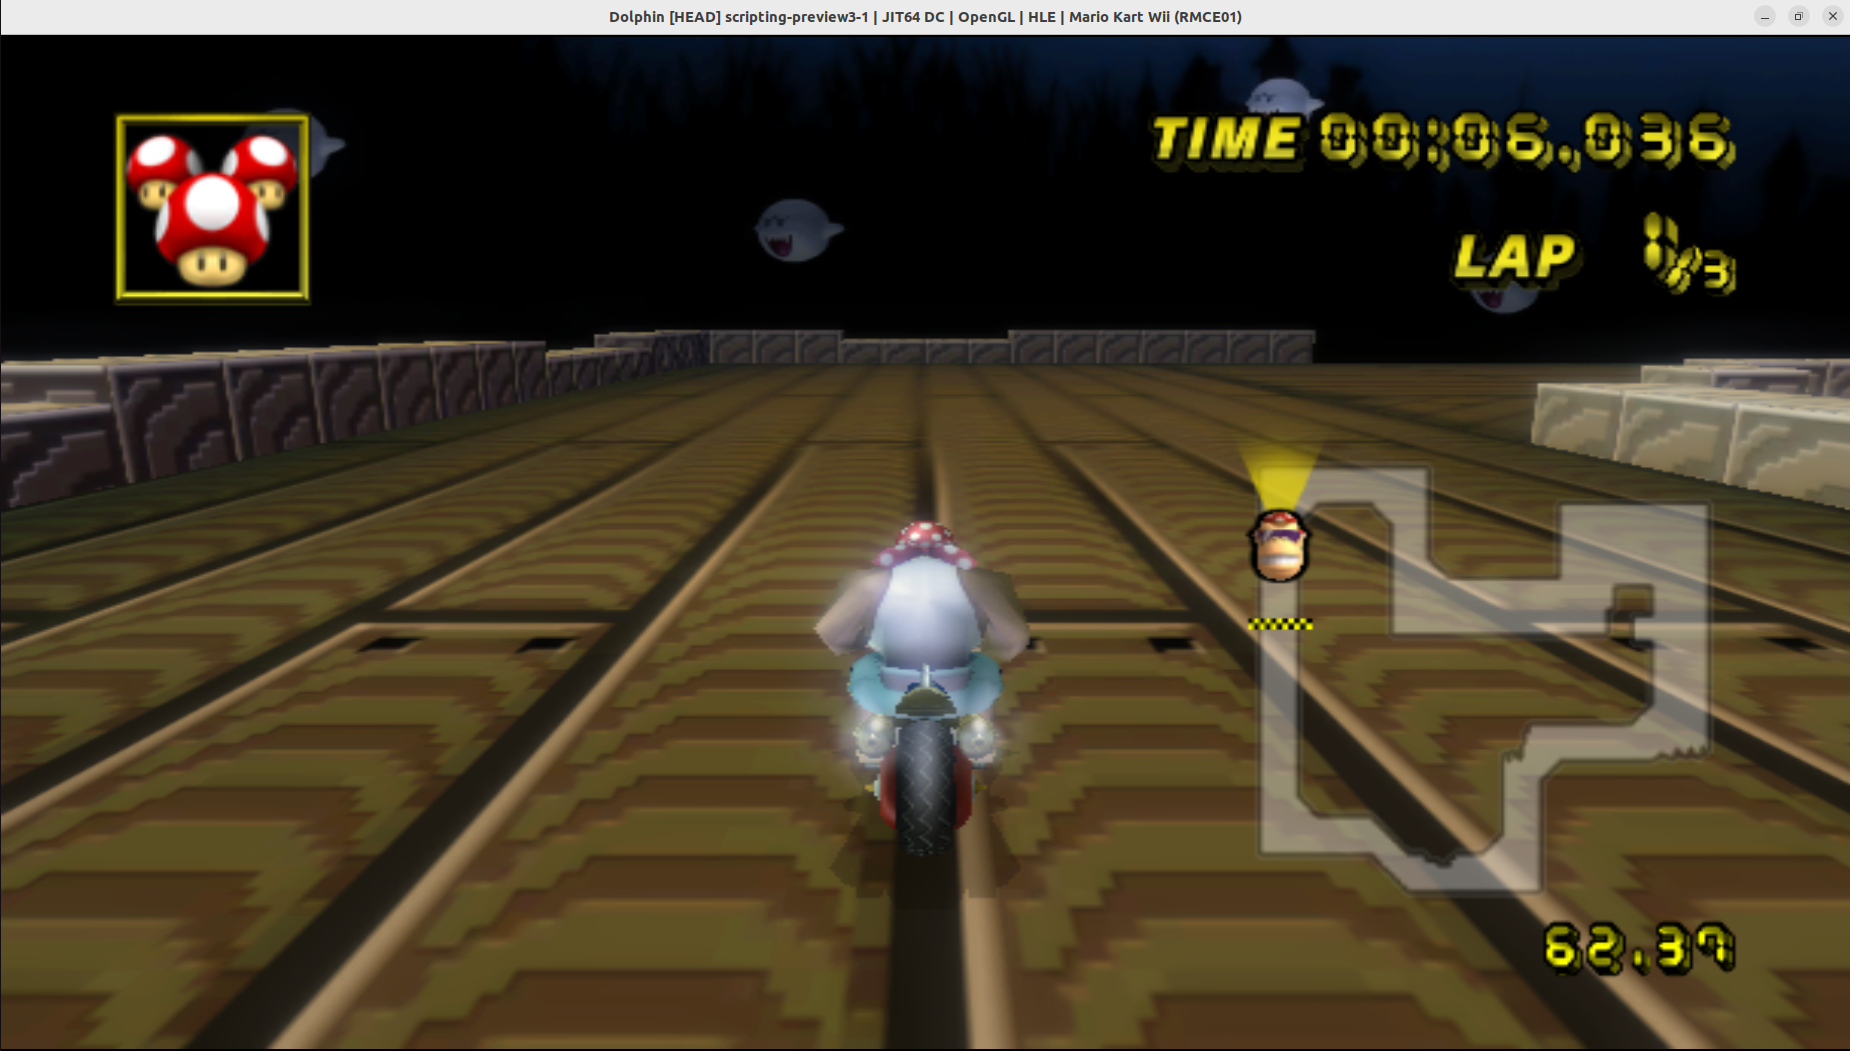 Dolphin [HEAD] scripting-preview3-1 | JIT64 DC | OpenGL | HLE | Mario Kart Wii (RMCE01)
TIME 00:06.036
LAP 1/3
62.37